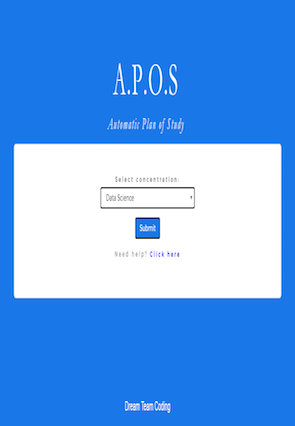 A.P.O.S
Automatic Plan of Study
Select concentration:
Data Science
Submit
Need help? Click here
Dream Team Coding